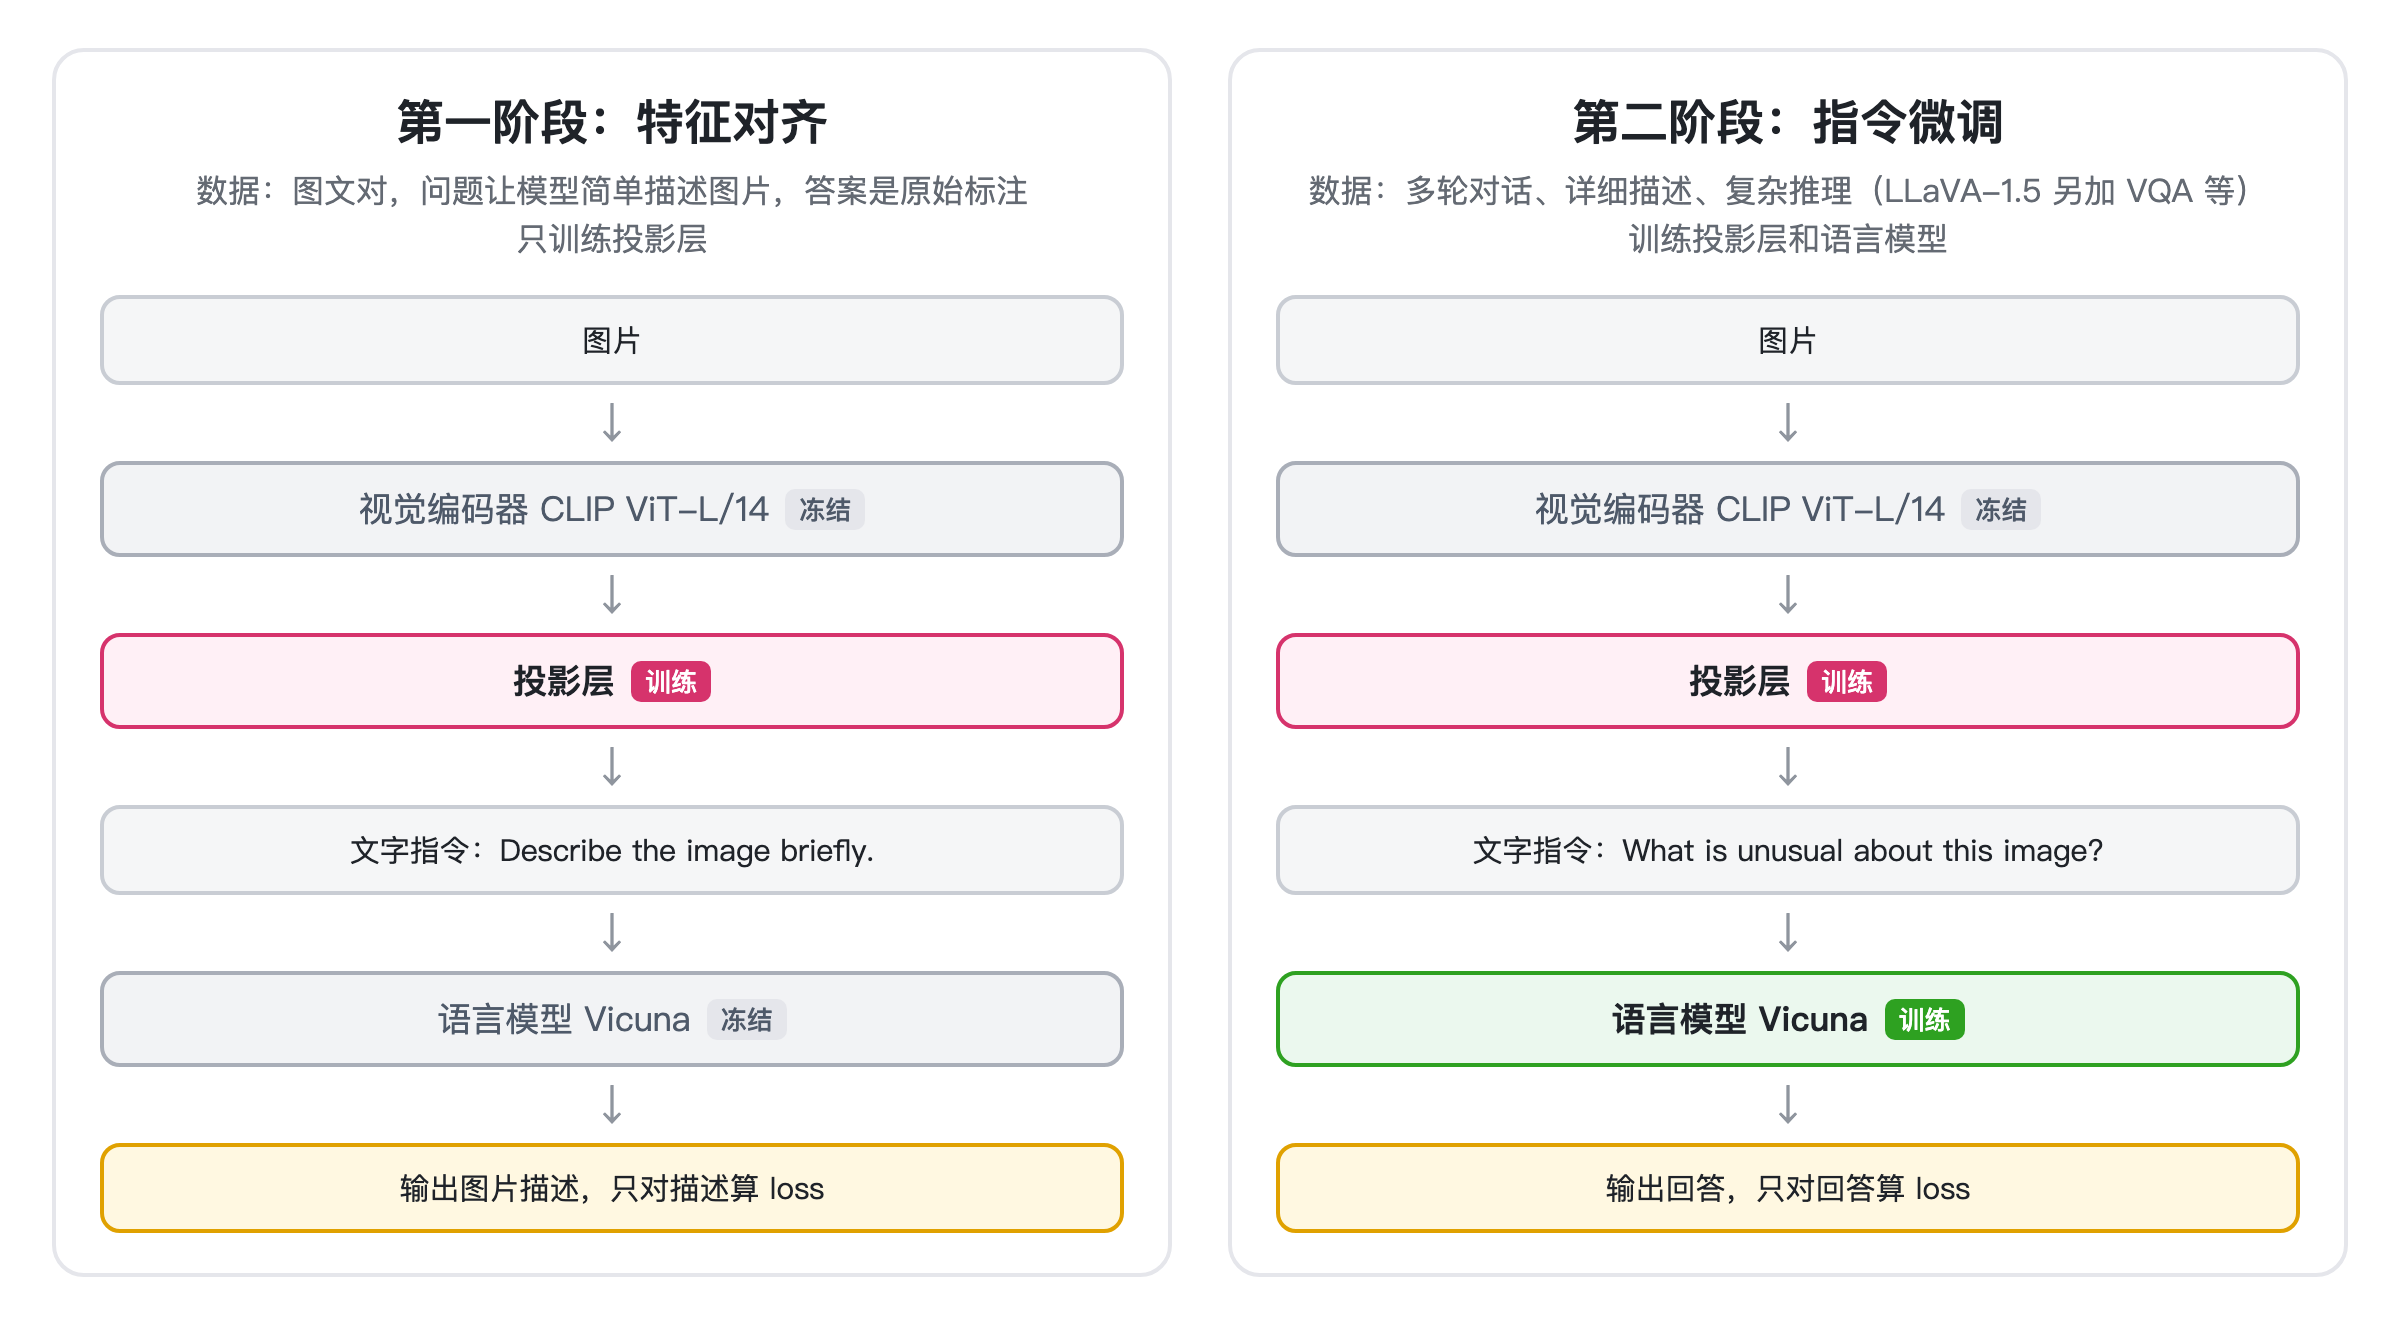 第一阶段：特征对齐
数据：图文对，问题让模型简单描述图片，答案是原始标注
只训练投影层
图片
视觉编码器 CLIP ViT-L/14 冻结
投影层 训练
文字指令：Describe the image briefly.
语言模型 Vicuna 冻结
输出图片描述，只对描述算 loss
第二阶段：指令微调
数据：多轮对话、详细描述、复杂推理（LLaVA-1.5 另加 VQA 等）
训练投影层和语言模型
图片
视觉编码器 CLIP ViT-L/14 冻结
投影层 训练
文字指令：What is unusual about this image?
语言模型 Vicuna 训练
输出回答，只对回答算 loss